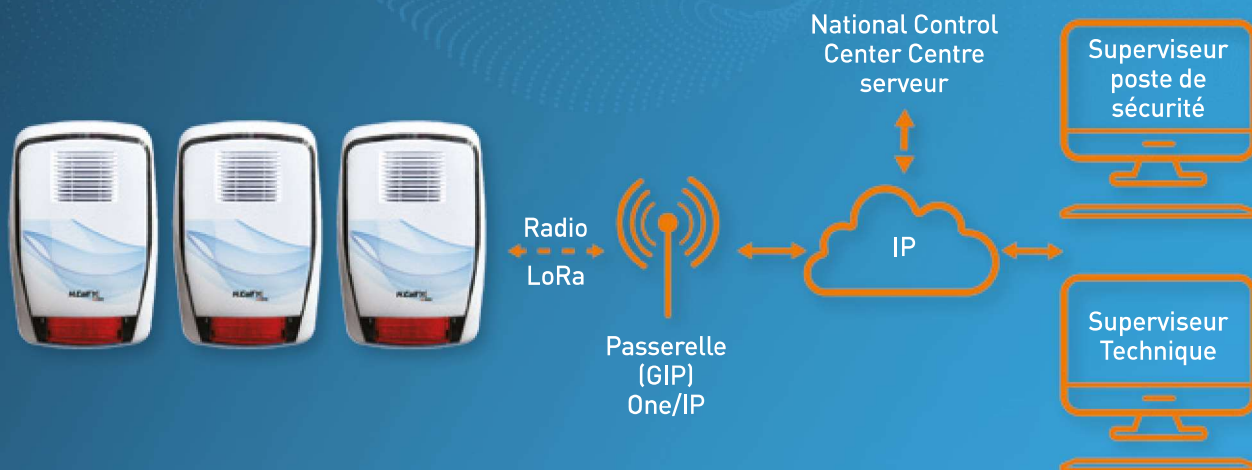 Radio
LoRa
Passerelle
(GIP)
One/IP
National Control
Center Centre
serveur
IP
Superviseur
poste de
sécurité
Superviseur
Technique